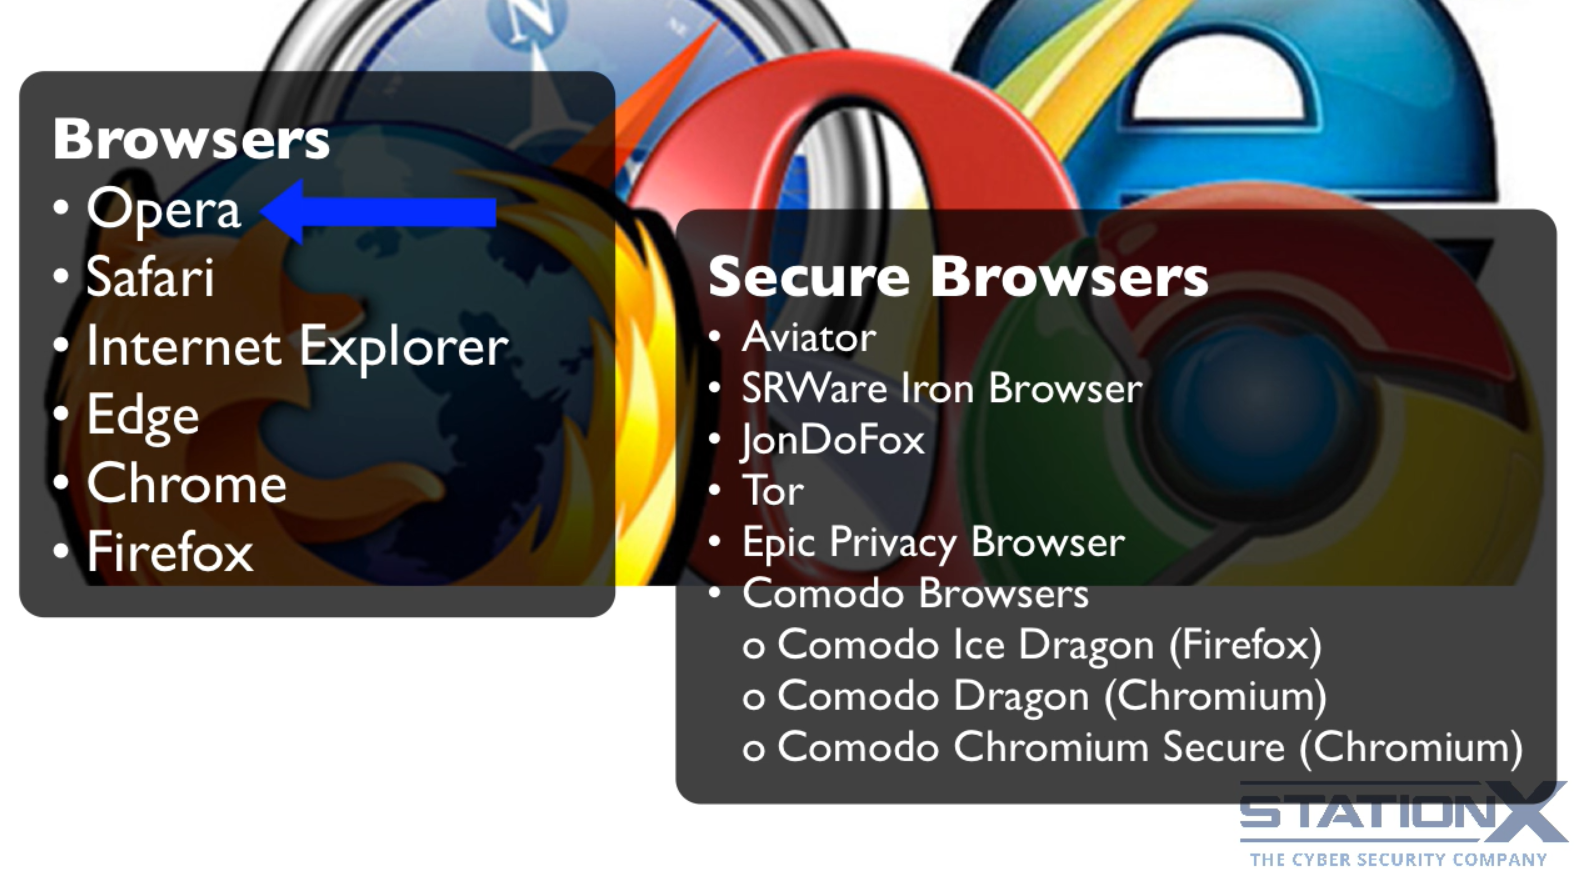 N
NE
Browsers
• Opera
• Safari
• Internet Explorer
• Edge
• Chrome
• Firefox
Secure Browsers
• Aviator
• SRWare Iron Browser
• JonDoFox
• Tor
• Epic Privacy Browser
• Comodo Browsers
o Comodo Ice Dragon (Firefox)
o Comodo Dragon (Chromium)
o Comodo Chromium Secure (Chromium)
STATIONX
THE CYBER SECURITY COMPANY